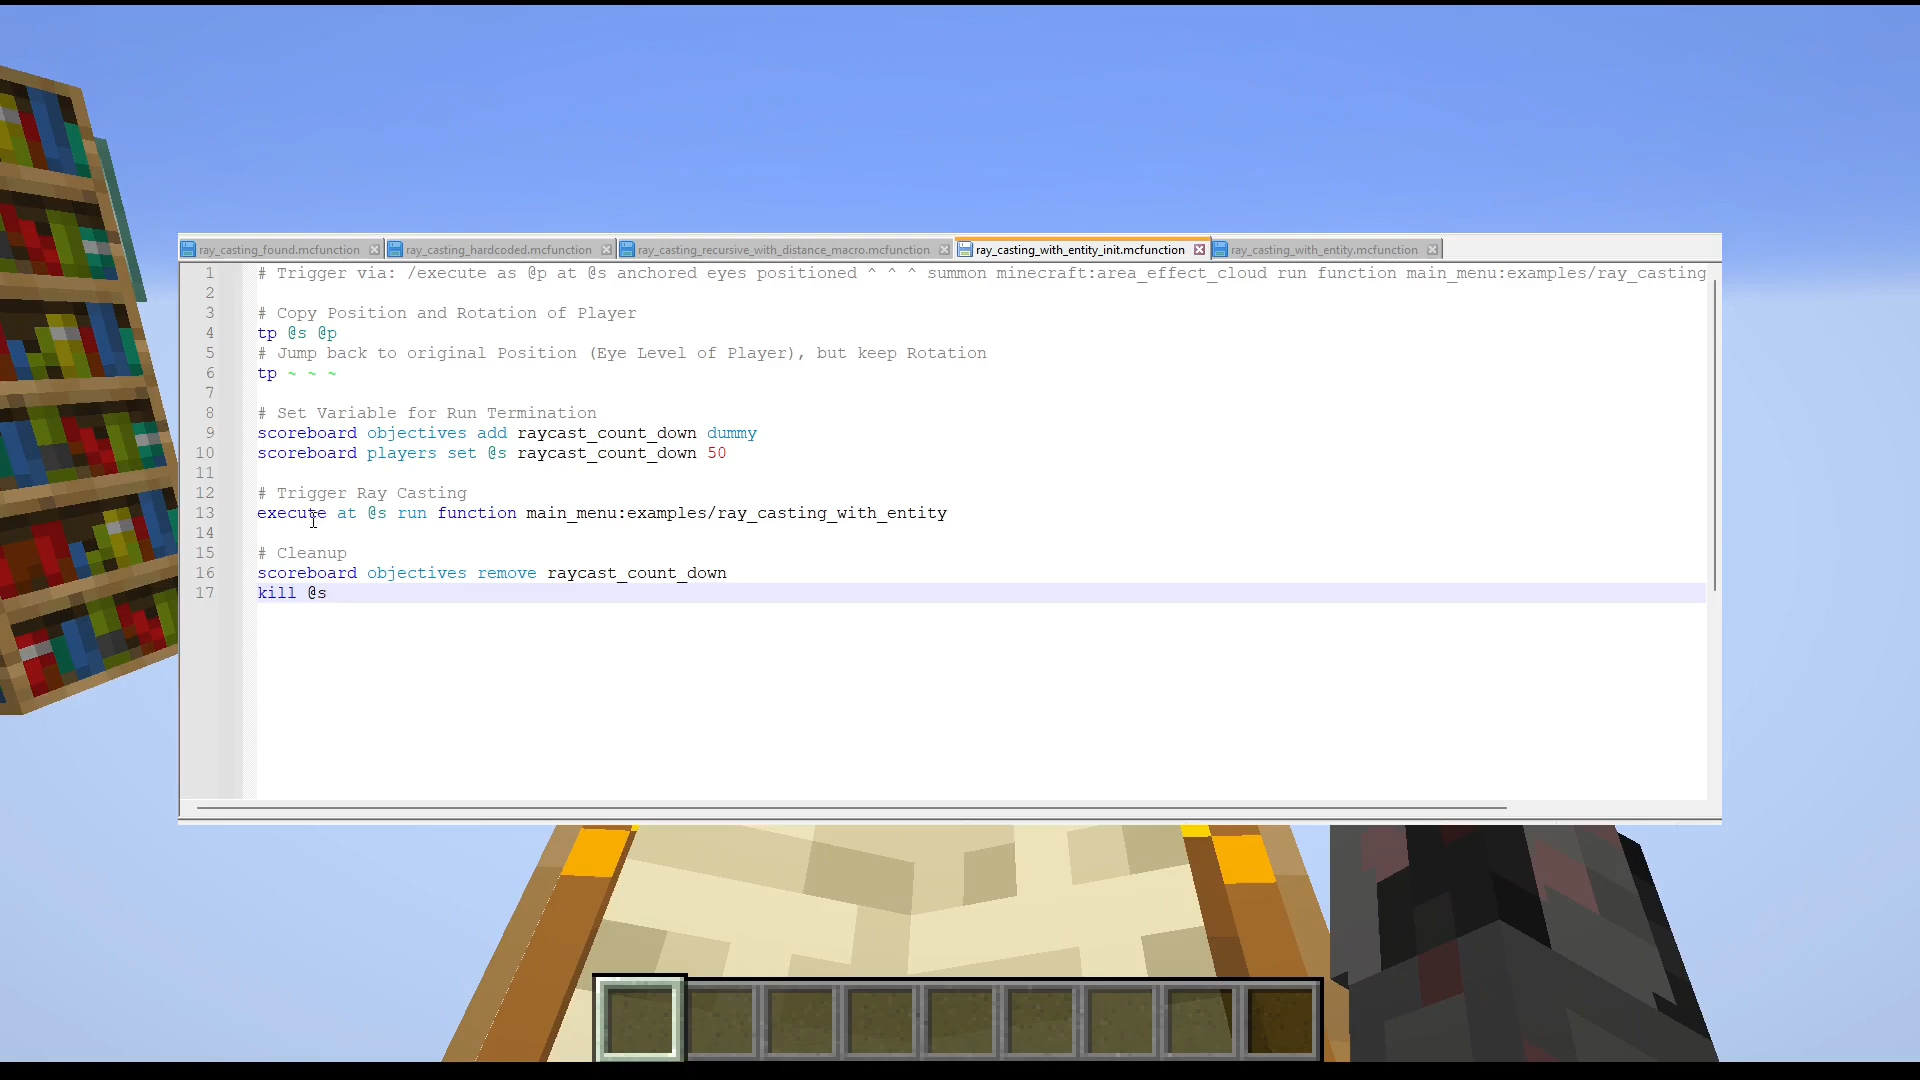 ray_casting_found.mcfunction ray_casting_hardcoded.mcfunction ray_casting_recursive_with_distance_macro.mcfunction ray_casting_with_entity_init.mcfunction ray_casting_with_entity.mcfunction
1 # Trigger via: /execute as @p at @s anchored eyes positioned ^ ^ ^ summon minecraft:area_effect_cloud run function main_menu:examples/ray_casting
2
3 # Copy Position and Rotation of Player
4 tp @s @p
5 # Jump back to original Position (Eye Level of Player), but keep Rotation
6 tp ~ ~ ~
7
8 # Set Variable for Run Termination
9 scoreboard objectives add raycast_count_down dummy
10 scoreboard players set @s raycast_count_down 50
11
12 # Trigger Ray Casting
13 execute at @s run function main_menu:examples/ray_casting_with_entity
14
15 # Cleanup
16 scoreboard objectives remove raycast_count_down
17 kill @s